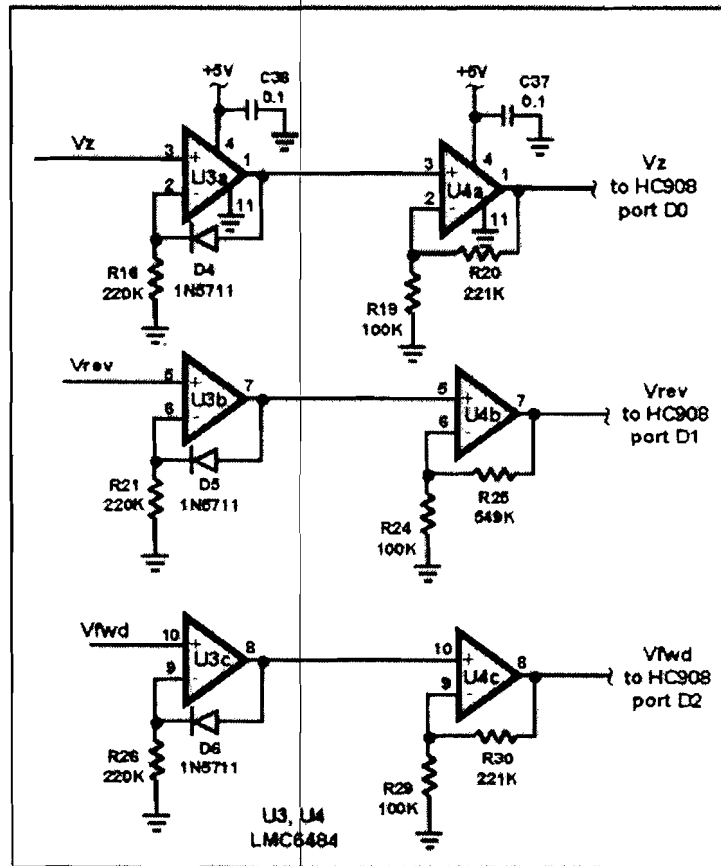 +5V
C36
0.1
Vz
3
+
4
1
2
-
U3a
11
R16
220K
D4
1N5711
+5V
C37
0.1
3
+
4
1
2
-
U4a
11
R19
100K
R20
221K
Vz
to HC908
port D0
Vrev
5
+
7
6
-
U3b
R21
220K
D5
1N5711
5
+
7
6
-
U4b
R24
100K
R25
549K
Vrev
to HC908
port D1
Vfwd
10
+
8
9
-
U3c
R26
220K
D6
1N5711
10
+
8
9
-
U4c
R29
100K
R30
221K
Vfwd
to HC908
port D2
U3, U4
LMC6484